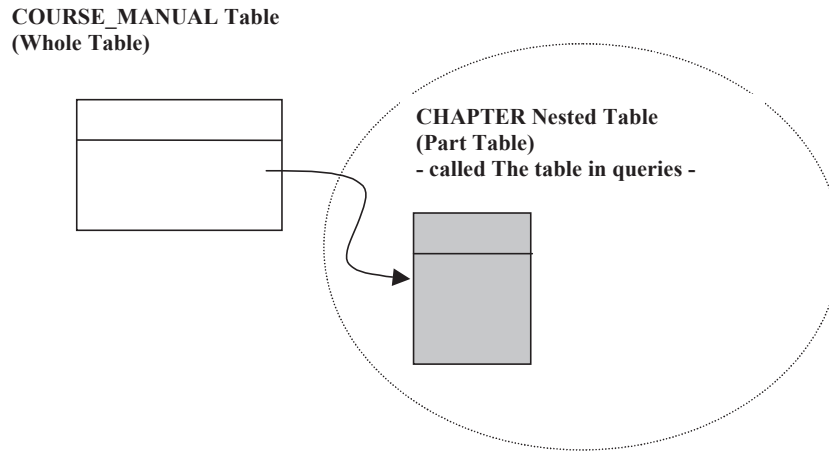 COURSE_MANUAL Table
(Whole Table)
CHAPTER Nested Table
(Part Table)
- called The table in queries -